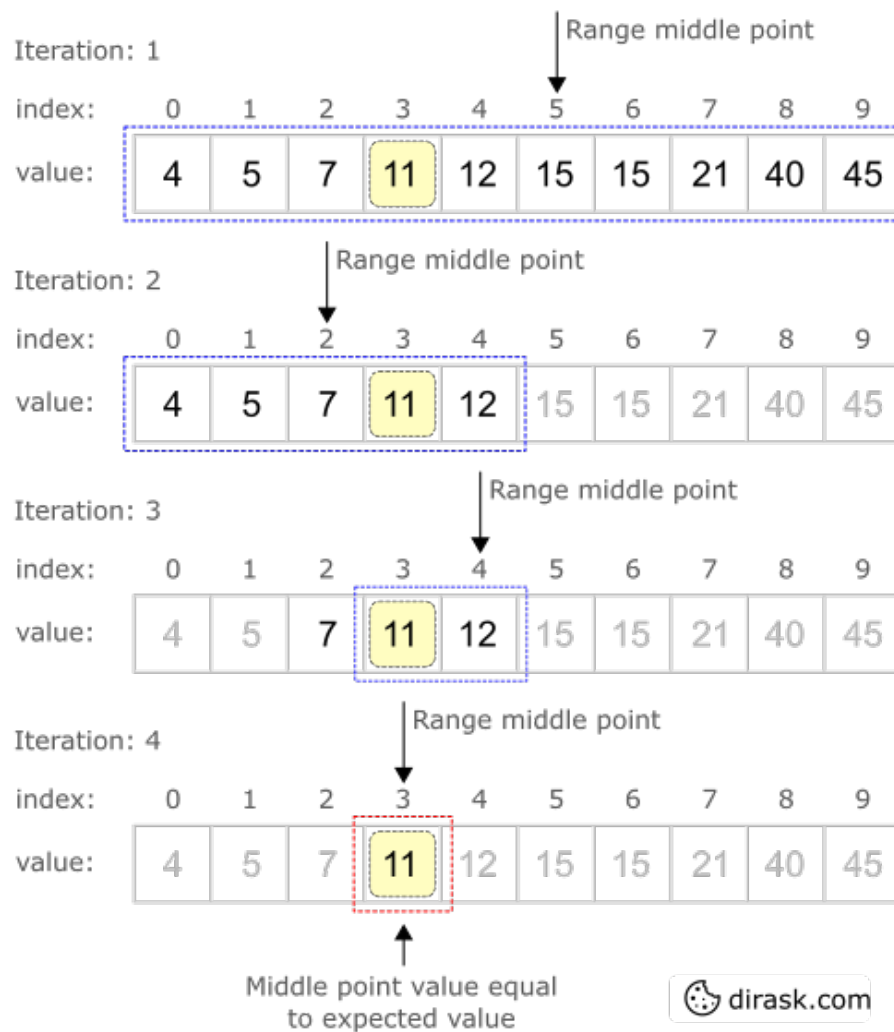 Range middle point
Iteration: 1
index: 0 1 2 3 4 5 6 7 8 9
value: 4 5 7 11 12 15 15 21 40 45
Range middle point
Iteration: 2
index: 0 1 2 3 4 5 6 7 8 9
value: 4 5 7 11 12 15 15 21 40 45
Range middle point
Iteration: 3
index: 0 1 2 3 4 5 6 7 8 9
value: 4 5 7 11 12 15 15 21 40 45
Range middle point
Iteration: 4
index: 0 1 2 3 4 5 6 7 8 9
value: 4 5 7 11 12 15 15 21 40 45
Middle point value equal
to expected value
dirask.com